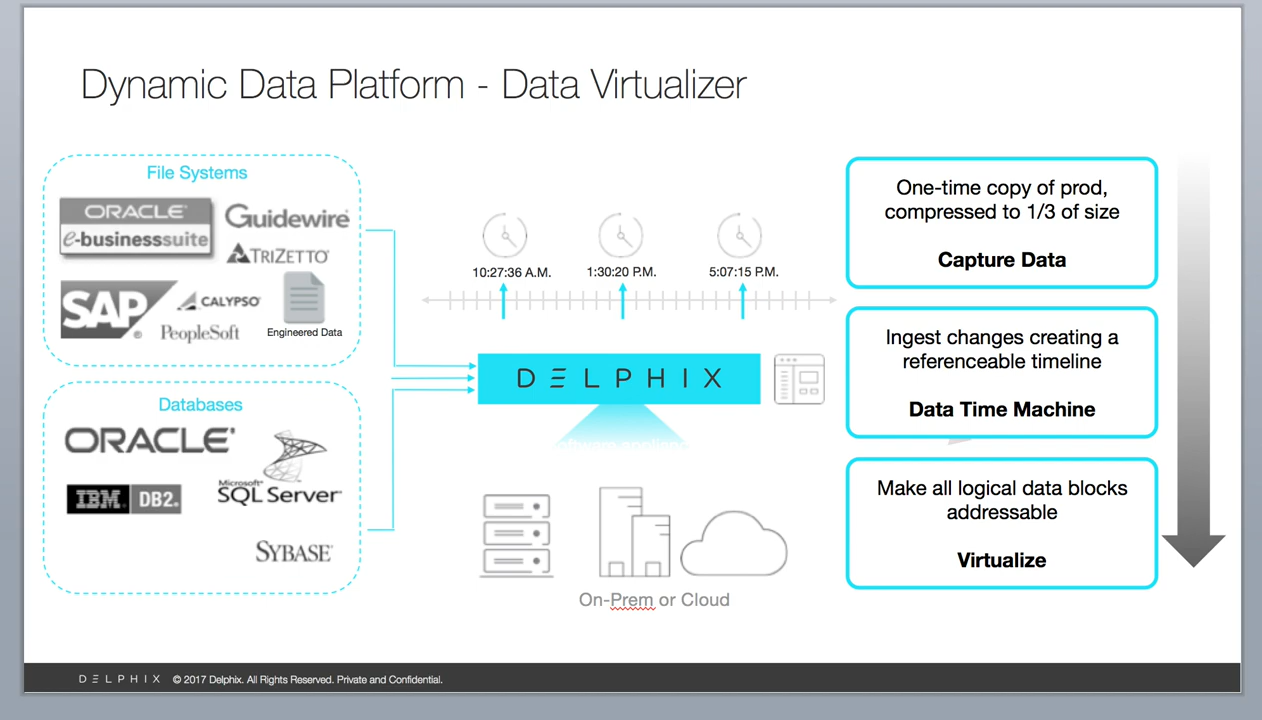 Dynamic Data Platform - Data Virtualizer
File Systems
ORACLE®
e-businesssuite
Guidewire®
TRIZETTO®
SAP®
CALYPSO®
PeopleSoft
Engineered Data
Databases
ORACLE®
Microsoft®
SQL Server®
IBM® DB2®
SYBASE®
10:27:36 A.M.
1:30:20 P.M.
5:07:15 P.M.
DELPHIX
On-Prem or Cloud
One-time copy of prod,
compressed to 1/3 of size
Capture Data
Ingest changes creating a
referenceable timeline
Data Time Machine
Make all logical data blocks
addressable
Virtualize
DELPHIX © 2017 Delphix. All Rights Reserved. Private and Confidential.